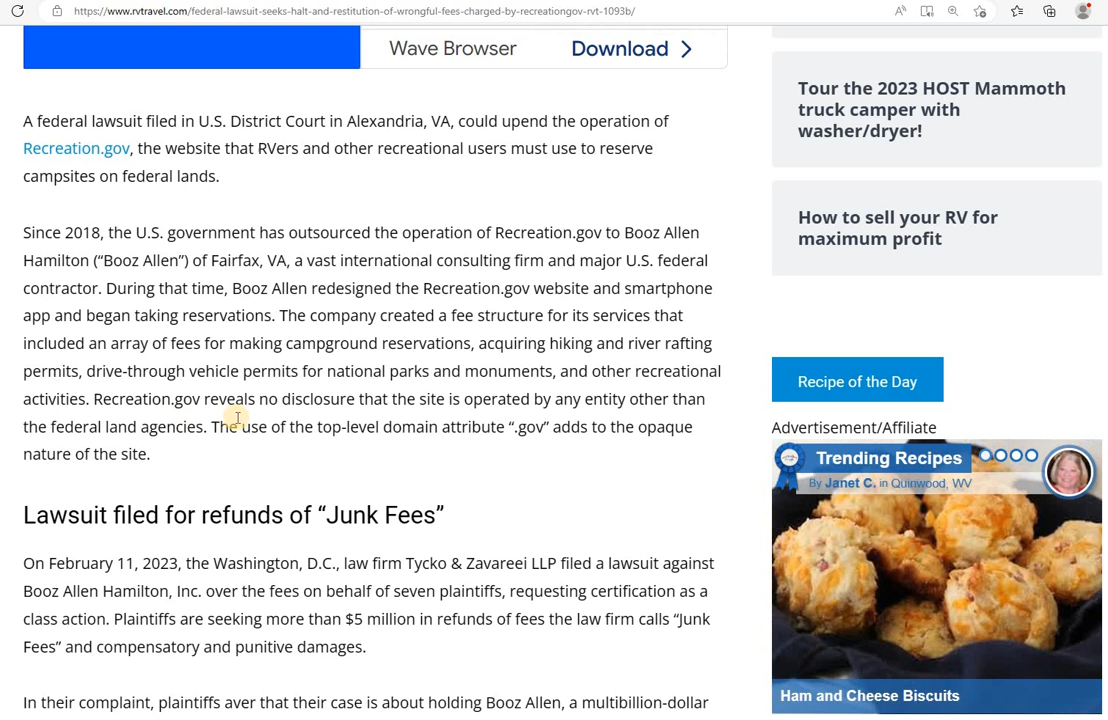 https://www.rvtravel.com/federal-lawsuit-seeks-halt-and-restitution-of-wrongful-fees-charged-by-recreationgov-rvt-1093b/
Wave Browser
Download
A federal lawsuit filed in U.S. District Court in Alexandria, VA, could upend the operation of
Recreation.gov, the website that RVers and other recreational users must use to reserve
campsites on federal lands.
Since 2018, the U.S. government has outsourced the operation of Recreation.gov to Booz Allen
Hamilton (“Booz Allen”) of Fairfax, VA, a vast international consulting firm and major U.S. federal
contractor. During that time, Booz Allen redesigned the Recreation.gov website and smartphone
app and began taking reservations. The company created a fee structure for its services that
included an array of fees for making campground reservations, acquiring hiking and river rafting
permits, drive-through vehicle permits for national parks and monuments, and other recreational
activities. Recreation.gov reveals no disclosure that the site is operated by any entity other than
the federal land agencies. The use of the top-level domain attribute “.gov” adds to the opaque
nature of the site.
Lawsuit filed for refunds of “Junk Fees”
On February 11, 2023, the Washington, D.C., law firm Tycko & Zavareei LLP filed a lawsuit against
Booz Allen Hamilton, Inc. over the fees on behalf of seven plaintiffs, requesting certification as a
class action. Plaintiffs are seeking more than $5 million in refunds of fees the law firm calls “Junk
Fees” and compensatory and punitive damages.
In their complaint, plaintiffs aver that their case is about holding Booz Allen, a multibillion-dollar
Tour the 2023 HOST Mammoth
truck camper with
washer/dryer!
How to sell your RV for
maximum profit
Recipe of the Day
Advertisement/Affiliate
Trending Recipes
By Janet C. in Quinwood, WV
Ham and Cheese Biscuits